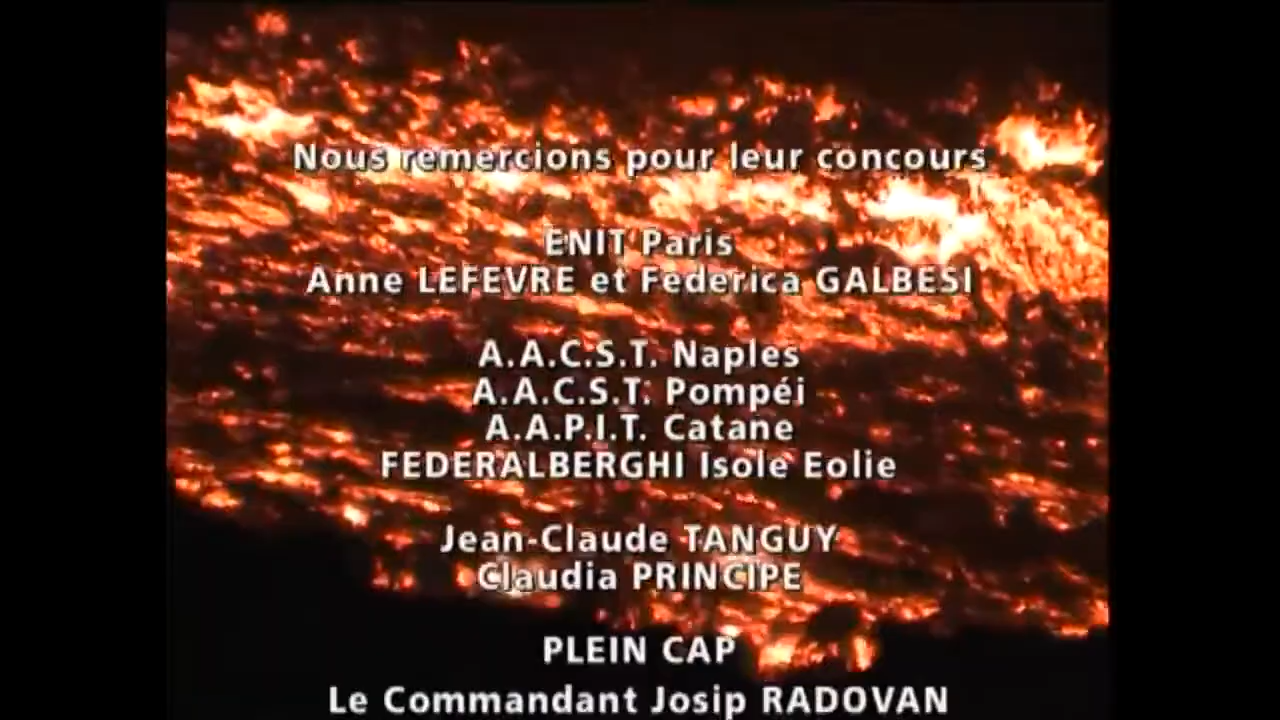 Nous remercions pour leur concours
ENIT Paris
Anne LEFEVRE et Federica GALBESI
A.A.C.S.T. Naples
A.A.C.S.T. Pompéi
A.A.P.I.T. Catane
FEDERALBERGHI Isole Eolie
Jean-Claude TANGUY
Claudia PRINCIPE
PLEIN CAP
Le Commandant Josip RADOVAN